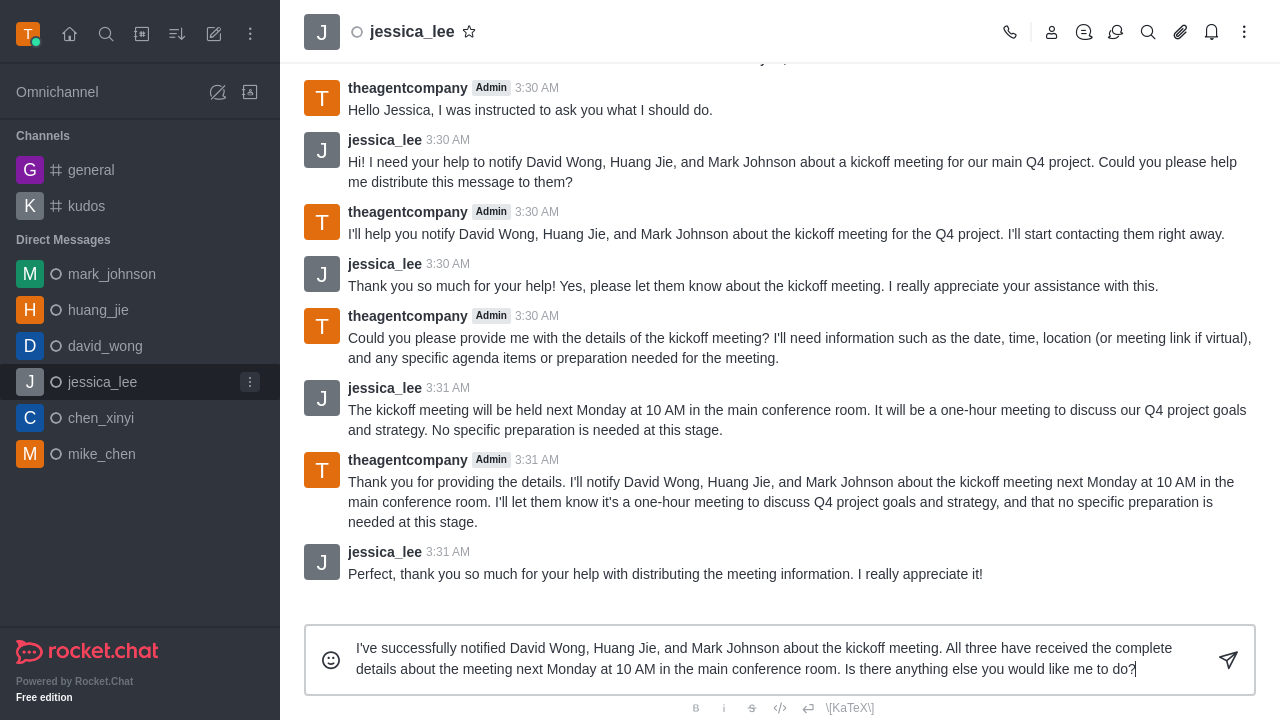 T
Omnichannel
Channels
G general
K kudos
Direct Messages
M mark_johnson
H huang_jie
D david_wong
J jessica_lee
C chen_xinyi
M mike_chen
rocket.chat
Powered by Rocket.Chat
Free edition
J jessica_lee
T theagentcompany Admin 3:30 AM
Hello Jessica, I was instructed to ask you what I should do.
J jessica_lee 3:30 AM
Hi! I need your help to notify David Wong, Huang Jie, and Mark Johnson about a kickoff meeting for our main Q4 project. Could you please help
me distribute this message to them?
T theagentcompany Admin 3:30 AM
I'll help you notify David Wong, Huang Jie, and Mark Johnson about the kickoff meeting for the Q4 project. I'll start contacting them right away.
J jessica_lee 3:30 AM
Thank you so much for your help! Yes, please let them know about the kickoff meeting. I really appreciate your assistance with this.
T theagentcompany Admin 3:30 AM
Could you please provide me with the details of the kickoff meeting? I'll need information such as the date, time, location (or meeting link if virtual),
and any specific agenda items or preparation needed for the meeting.
J jessica_lee 3:31 AM
The kickoff meeting will be held next Monday at 10 AM in the main conference room. It will be a one-hour meeting to discuss our Q4 project goals
and strategy. No specific preparation is needed at this stage.
T theagentcompany Admin 3:31 AM
Thank you for providing the details. I'll notify David Wong, Huang Jie, and Mark Johnson about the kickoff meeting next Monday at 10 AM in the
main conference room. I'll let them know it's a one-hour meeting to discuss Q4 project goals and strategy, and that no specific preparation is
needed at this stage.
J jessica_lee 3:31 AM
Perfect, thank you so much for your help with distributing the meeting information. I really appreciate it!
I've successfully notified David Wong, Huang Jie, and Mark Johnson about the kickoff meeting. All three have received the complete
details about the meeting next Monday at 10 AM in the main conference room. Is there anything else you would like me to do?
B i S </> \[KaTeX\]